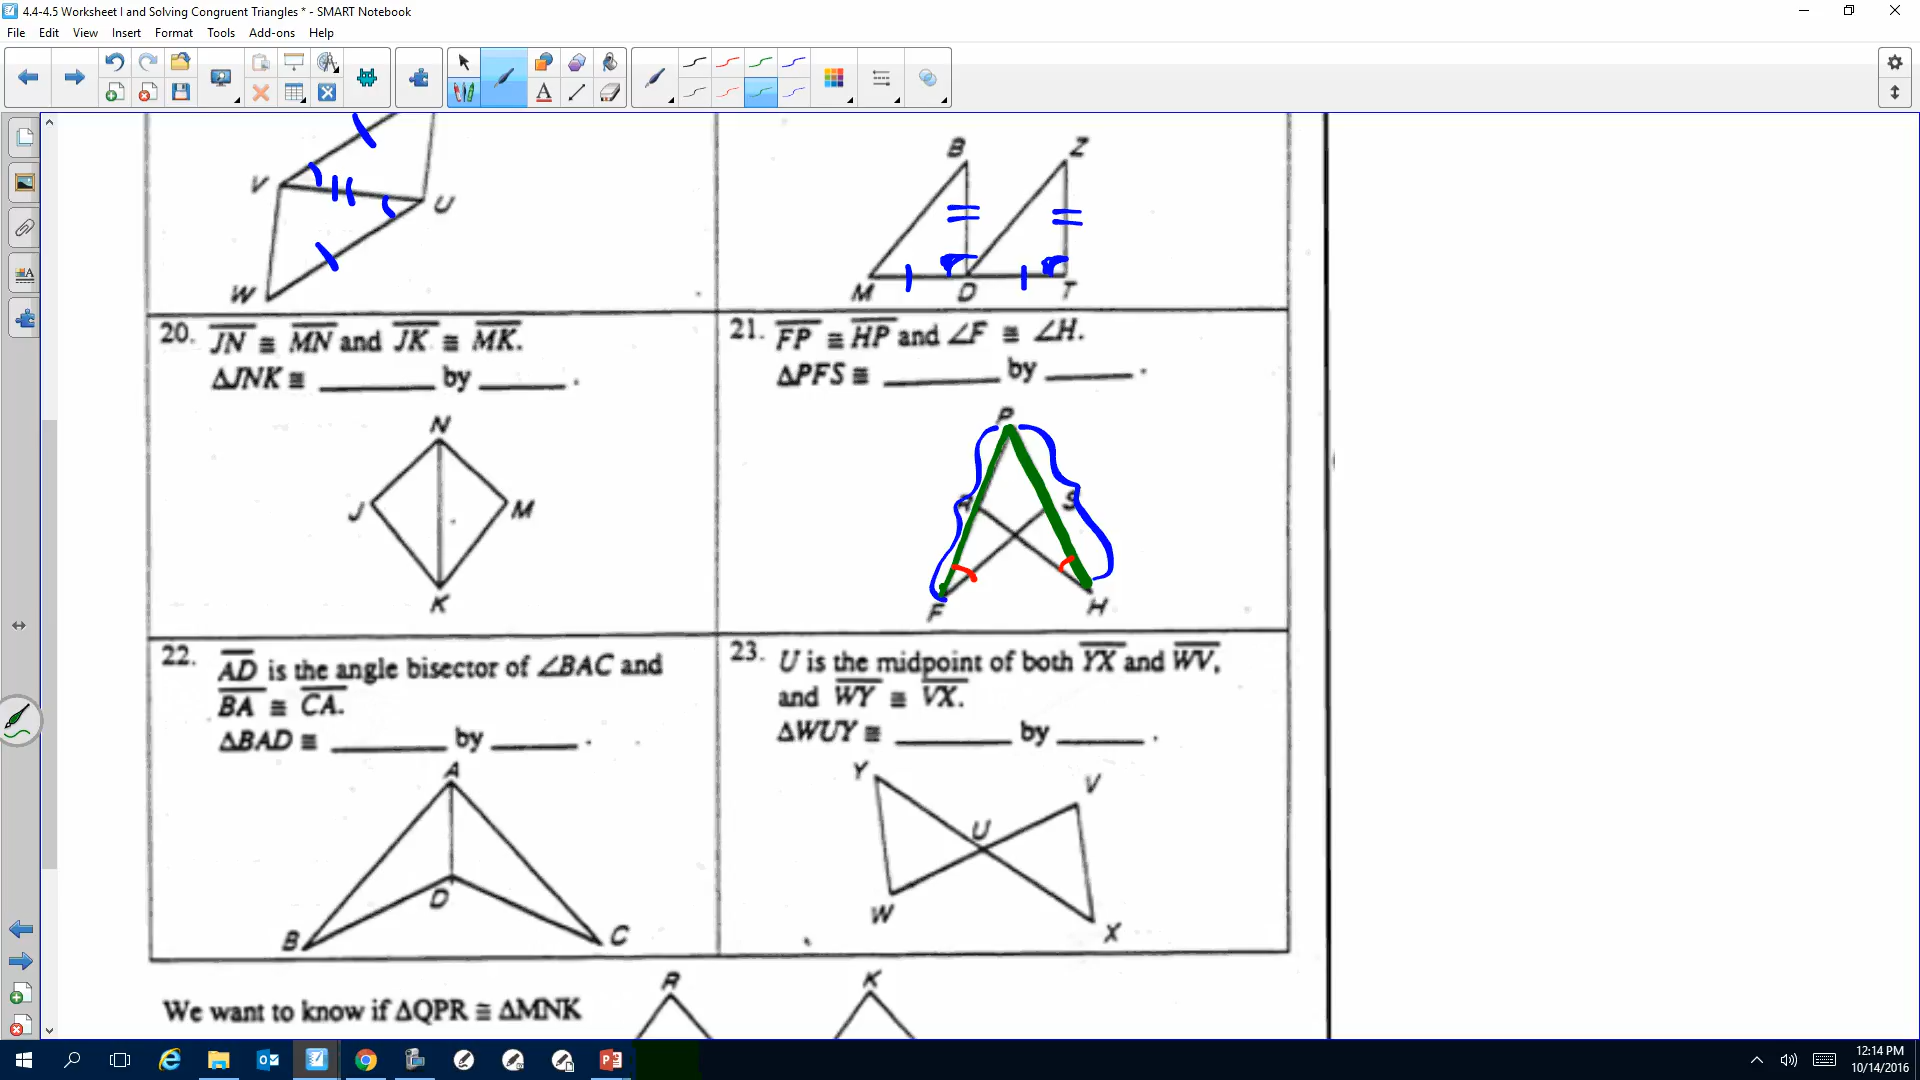 4.4-4.5 Worksheet I and Solving Congruent Triangles * - SMART Notebook
File Edit View Insert Format Tools Add-ons Help
B Z
V U
W
M D T
20. JN ≅ MN and JK ≅ MK.
ΔJNK ≅ ________ by ______ .
N
J M
K
21. FP ≅ HP and ∠F ≅ ∠H.
ΔPFS ≅ ________ by ______ .
P
R S
F H
22. AD is the angle bisector of ∠BAC and
BA ≅ CA.
ΔBAD ≅ ________ by ______ .
A
D
B C
23. U is the midpoint of both YX and WV,
and WY ≅ VX.
ΔWUY ≅ ________ by ______ .
Y V
U
W X
R K
We want to know if ΔQPR ≅ ΔMNK
12:14 PM
10/14/2016